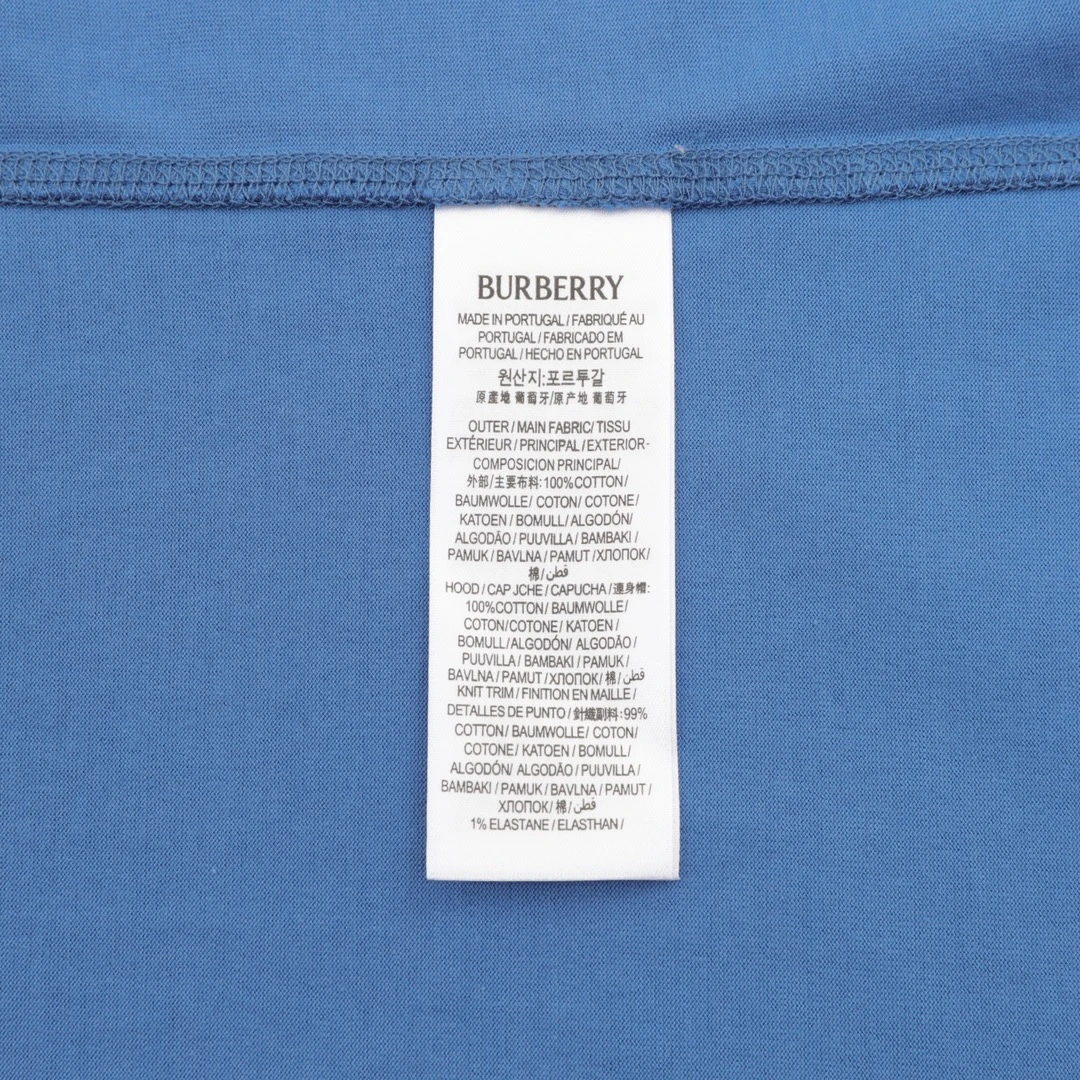 BURBERRY
MADE IN PORTUGAL / FABRIQUÉ AU
PORTUGAL / FABRICADO EM
PORTUGAL / HECHO EN PORTUGAL
원산지:포르투갈
原產地 葡萄牙/原产地 葡萄牙
OUTER / MAIN FABRIC/ TISSU
EXTÉRIEUR / PRINCIPAL / EXTERIOR-
COMPOSICION PRINCIPAL/
外部/主要布料: 100%COTTON /
BAUMWOLLE/ COTON/ COTONE /
KATOEN / BOMULL/ ALGODÓN/
ALGODÃO / PUUVILLA / BAMBAKI /
PAMUK / BAVLNA / PAMUT /ХЛОПОК/
棉/قطن
HOOD / CAP JCHE / CAPUCHA /連身帽:
100%COTTON/ BAUMWOLLE/
COTON/COTONE/ KATOEN /
BOMULL/ALGODÓN/ ALGODÃO /
PUUVILLA / BAMBAKI / PAMUK /
BAVLNA / PAMUT /ХЛОПОК/ 棉/قطن
KNIT TRIM / FINITION EN MAILLE /
DETALLES DE PUNTO / 針織副料: 99%
COTTON/ BAUMWOLLE/ COTON/
COTONE/ KATOEN / BOMULL/
ALGODÓN/ ALGODÃO / PUUVILLA /
BAMBAKI / PAMUK / BAVLNA / PAMUT /
ХЛОПОК/ 棉/قطن
1% ELASTANE / ELASTHAN /